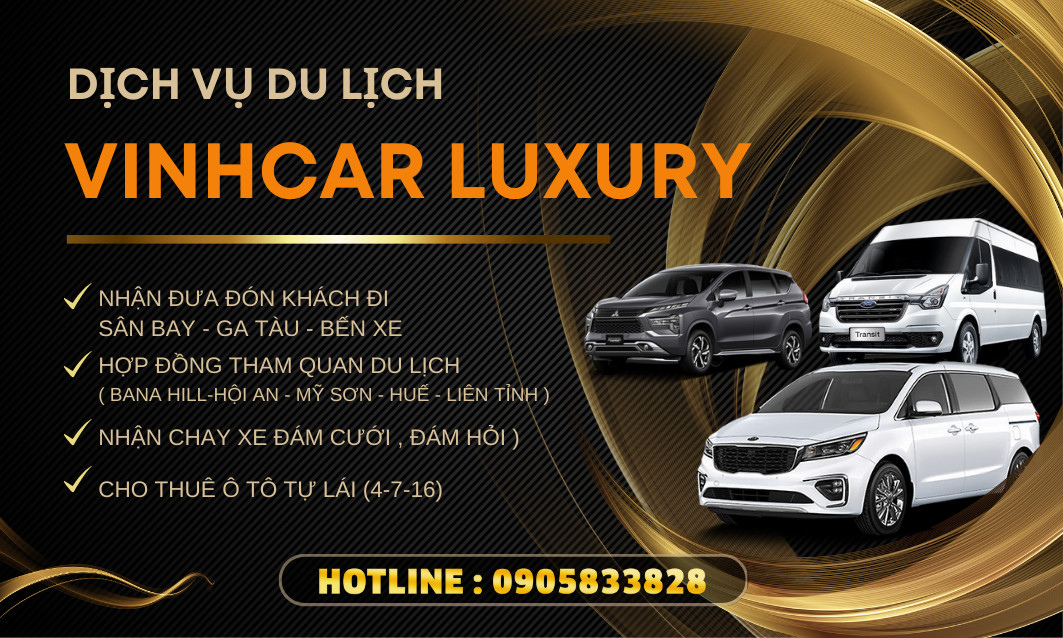 DỊCH VỤ DU LỊCH
VINHCAR LUXURY
NHẬN ĐƯA ĐÓN KHÁCH ĐI
SÂN BAY - GA TÀU - BẾN XE
HỢP ĐỒNG THAM QUAN DU LỊCH
( BANA HILL-HỘI AN - MỸ SƠN - HUẾ - LIÊN TỈNH )
NHẬN CHAY XE ĐÁM CƯỚI , ĐÁM HỎI )
CHO THUÊ Ô TÔ TỰ LÁI (4-7-16)
Transit
HOTLINE : 0905833828